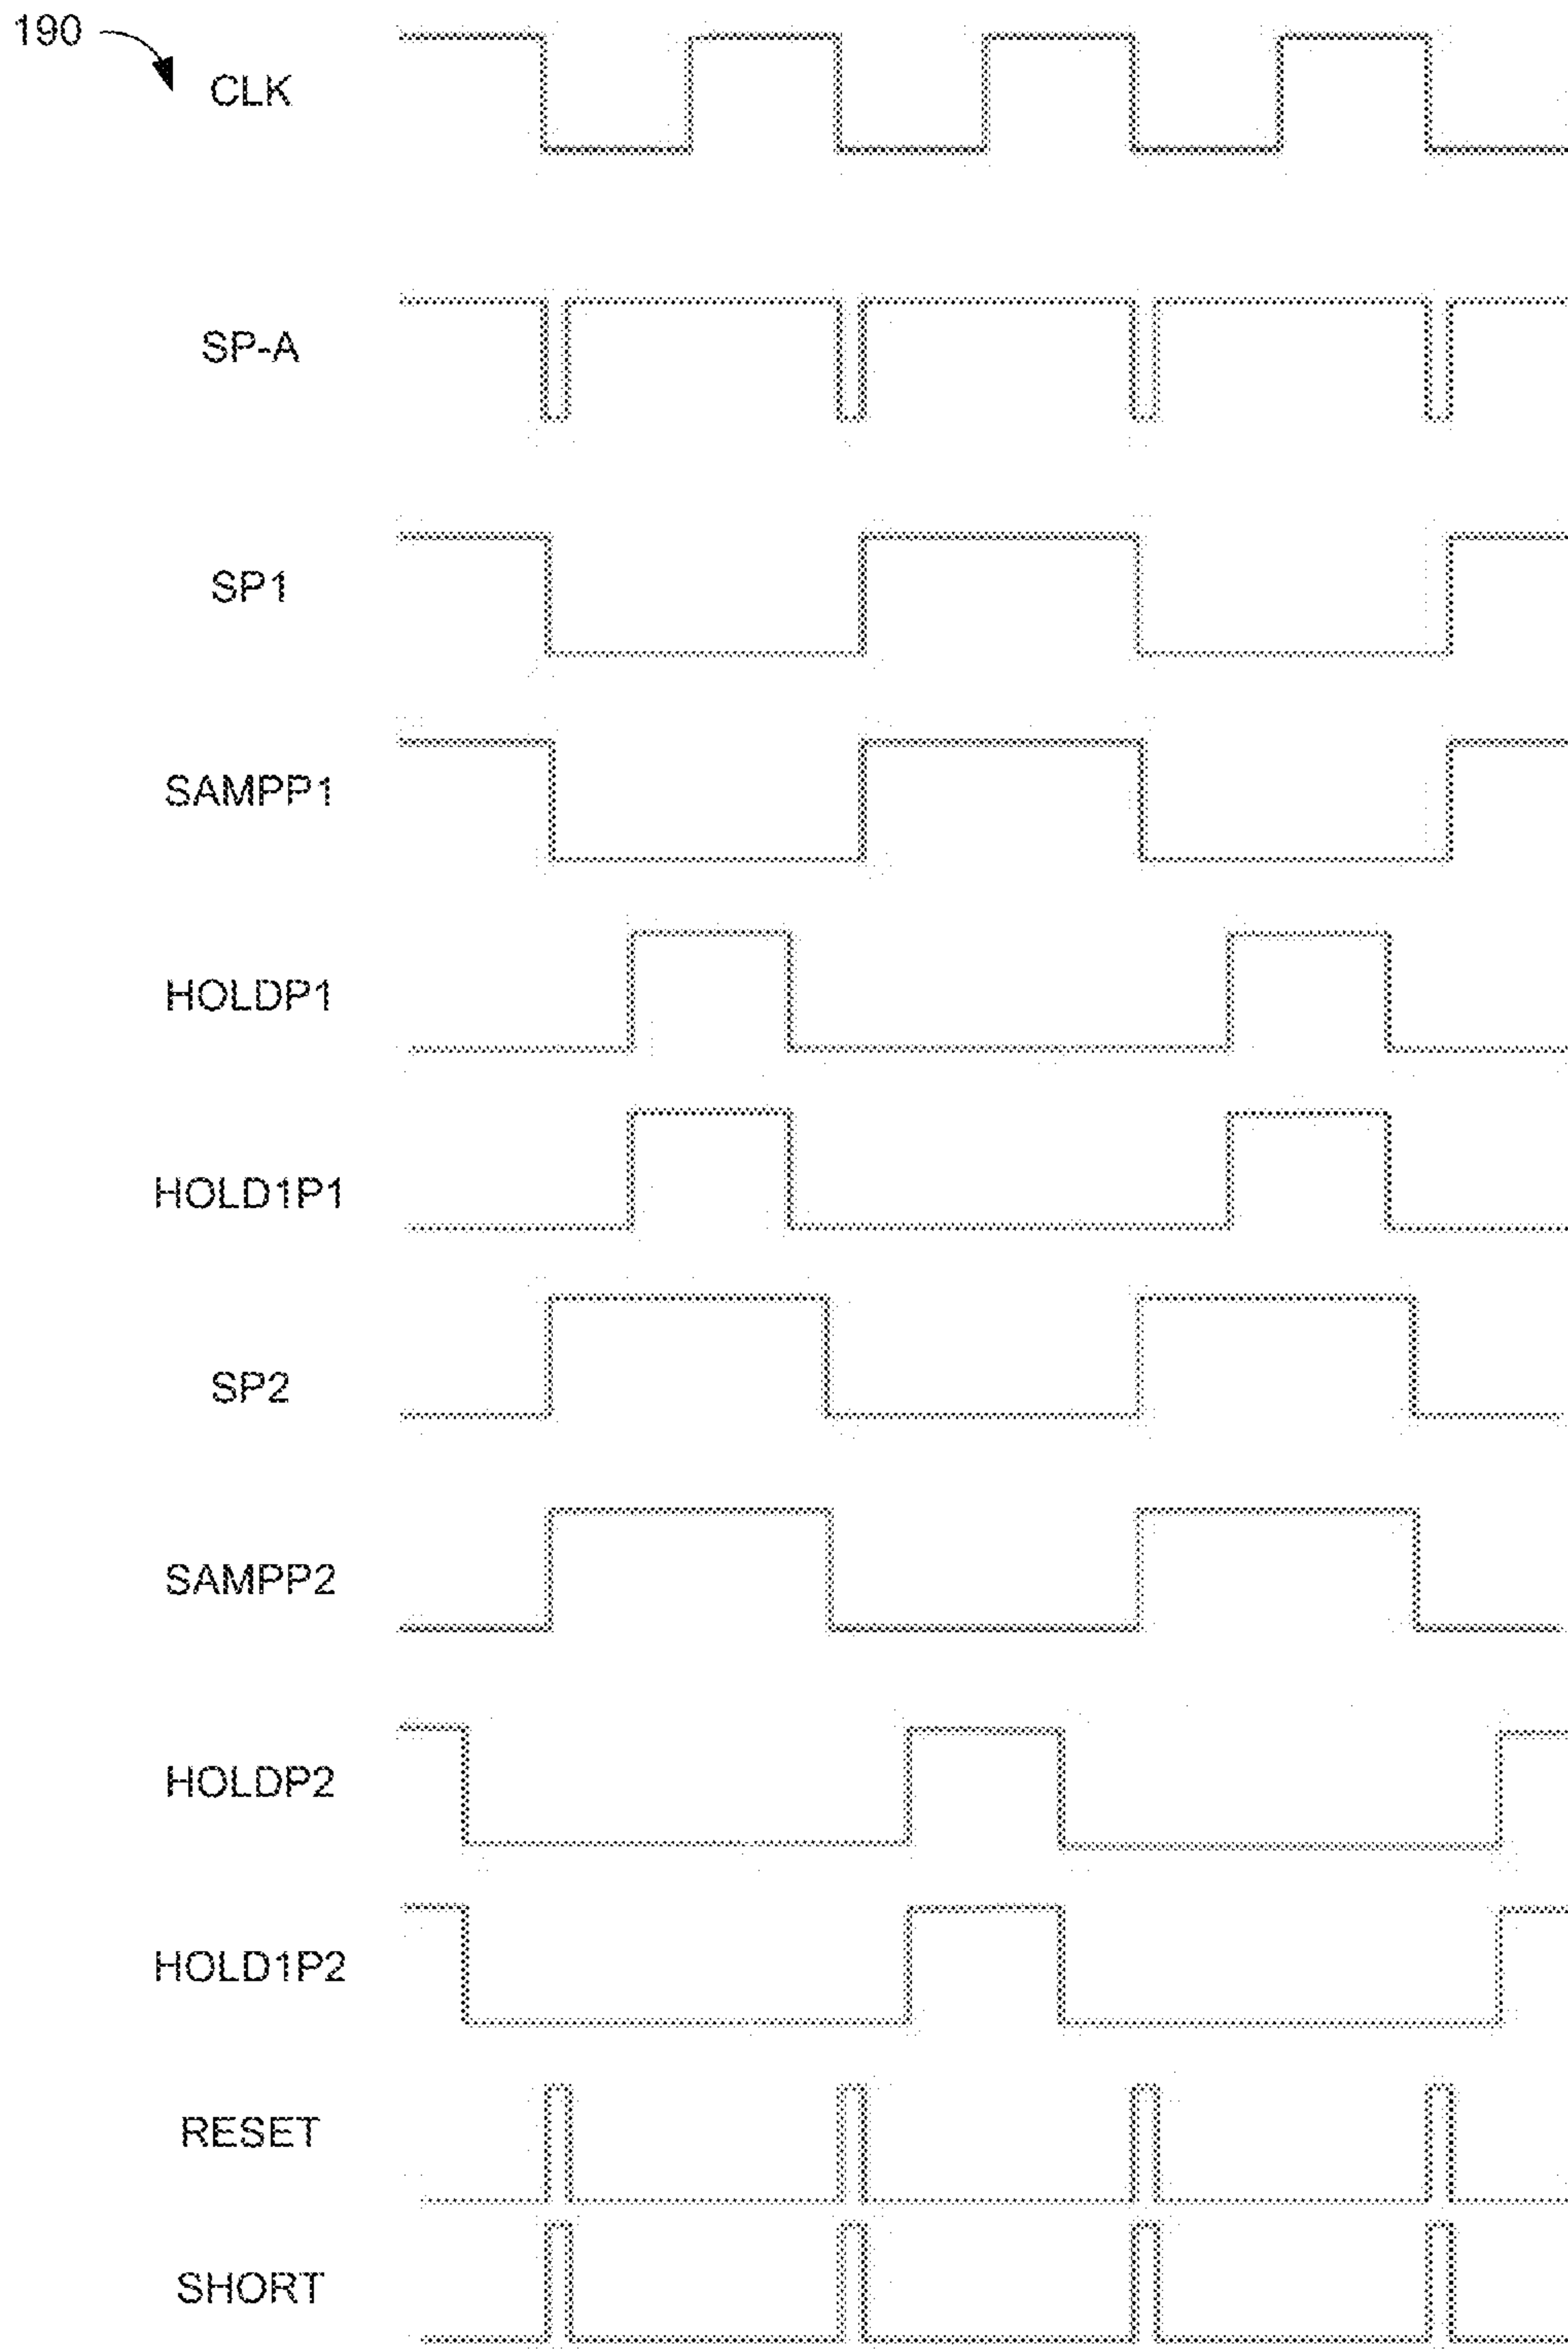 190
CLK
SP-A
SP1
SAMPP1
HOLDP1
HOLD1P1
SP2
SAMPP2
HOLDP2
HOLD1P2
RESET
SHORT